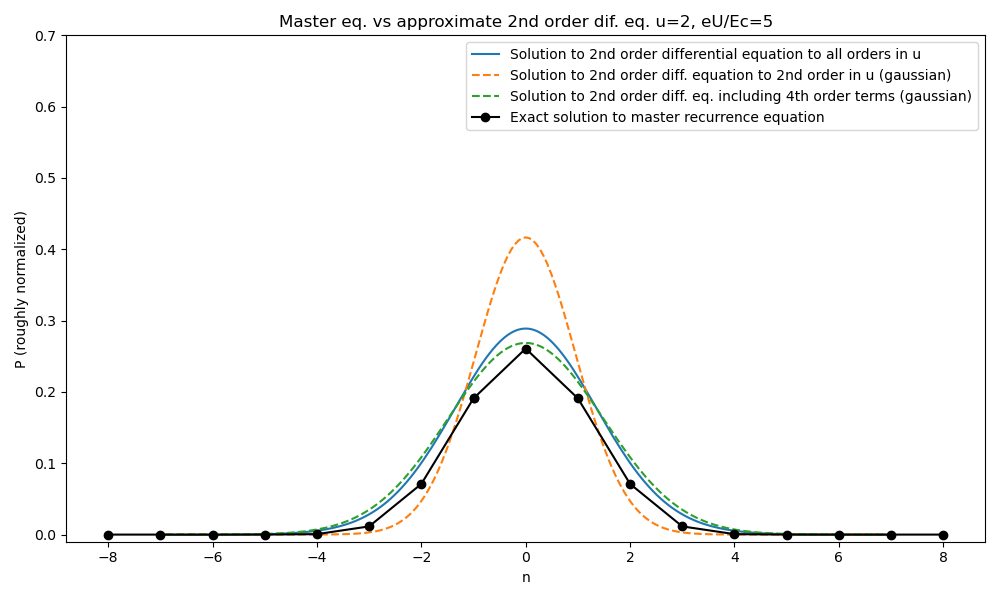 Master eq. vs approximate 2nd order dif. eq. u=2, eU/Ec=5
Solution to 2nd order differential equation to all orders in u
Solution to 2nd order diff. equation to 2nd order in u (gaussian)
Solution to 2nd order diff. eq. including 4th order terms (gaussian)
Exact solution to master recurrence equation
P (roughly normalized)
0.7
0.6
0.5
0.4
0.3
0.2
0.1
0.0
−8 −6 −4 −2 0 2 4 6 8
n